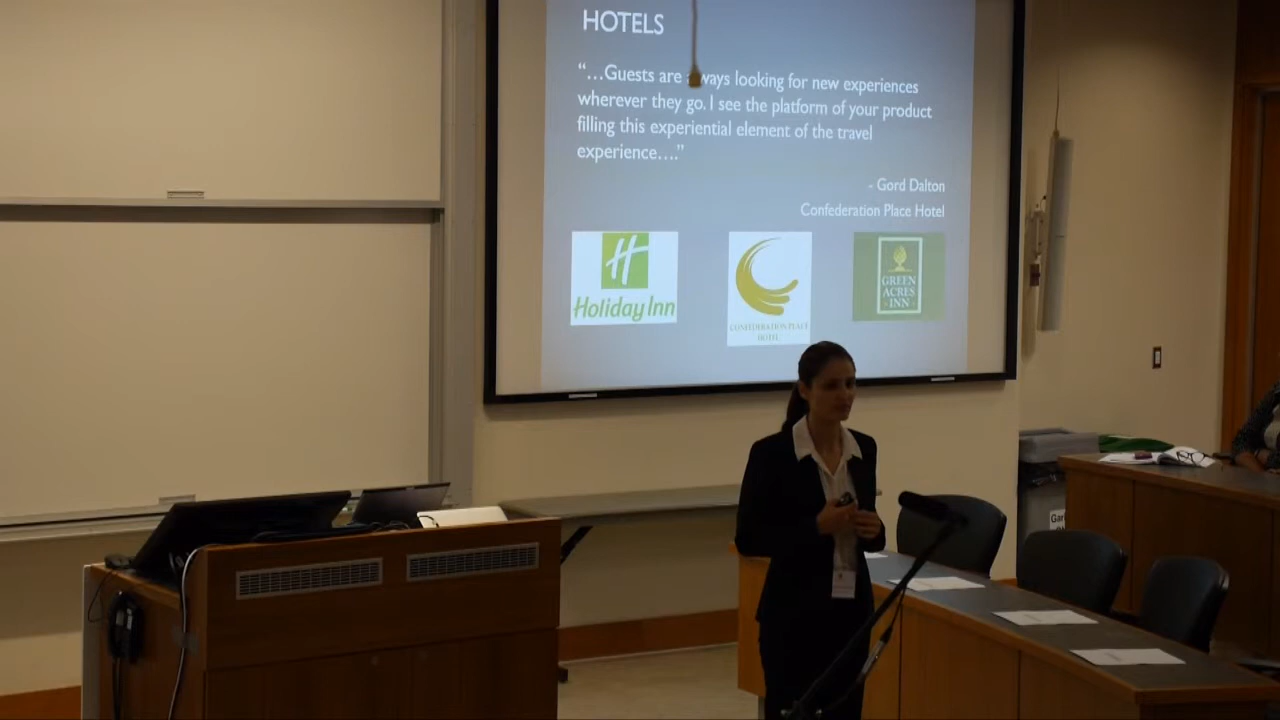 HOTELS
“…Guests are always looking for new experiences
wherever they go. I see the platform of your product
filling this experiential element of the travel
experience….”
- Gord Dalton
Confederation Place Hotel
H
Holiday Inn
CONFEDERATION PLACE
HOTEL
GREEN
ACRES
INN